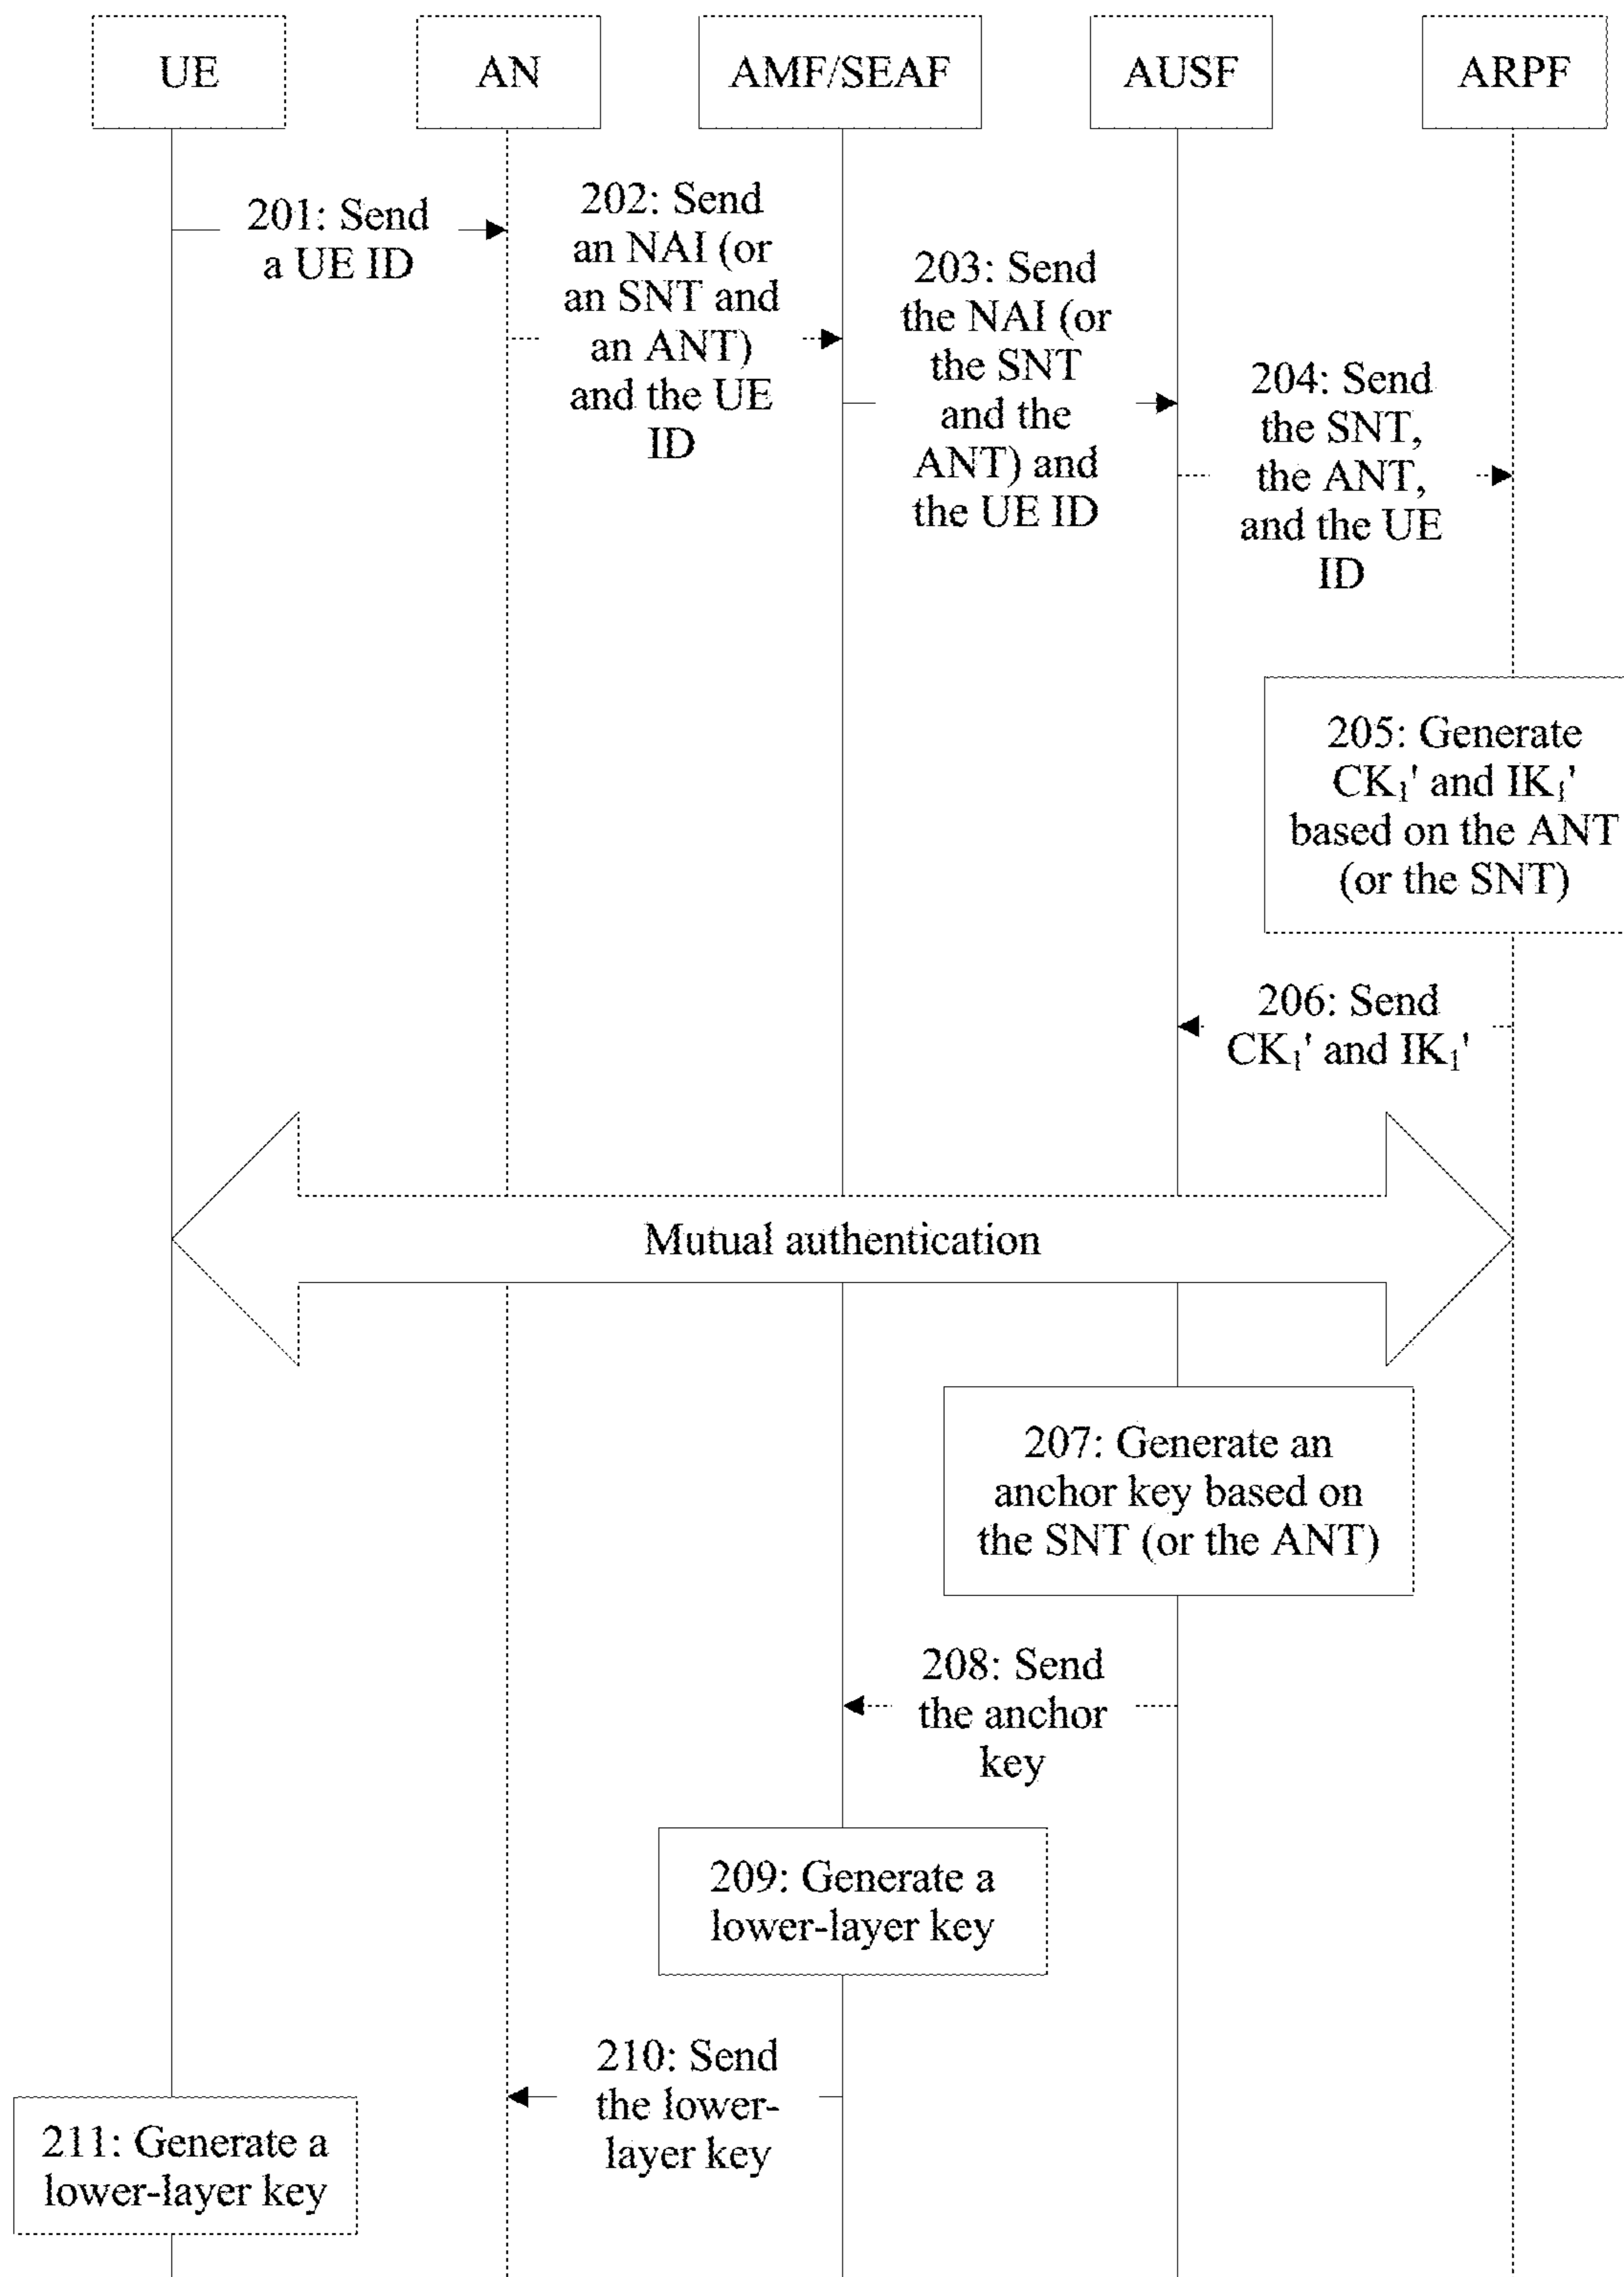 UE
AN
AMF/SEAF
AUSF
ARPF
201: Send
a UE ID
202: Send
an NAI (or
an SNT and
an ANT)
and the UE
ID
203: Send
the NAI (or
the SNT
and the
ANT) and
the UE ID
204: Send
the SNT,
the ANT,
and the UE
ID
205: Generate
CK₁' and IK₁'
based on the ANT
(or the SNT)
206: Send
CK₁' and IK₁'
Mutual authentication
207: Generate an
anchor key based on
the SNT (or the ANT)
208: Send
the anchor
key
209: Generate a
lower-layer key
210: Send
the lower-
layer key
211: Generate a
lower-layer key